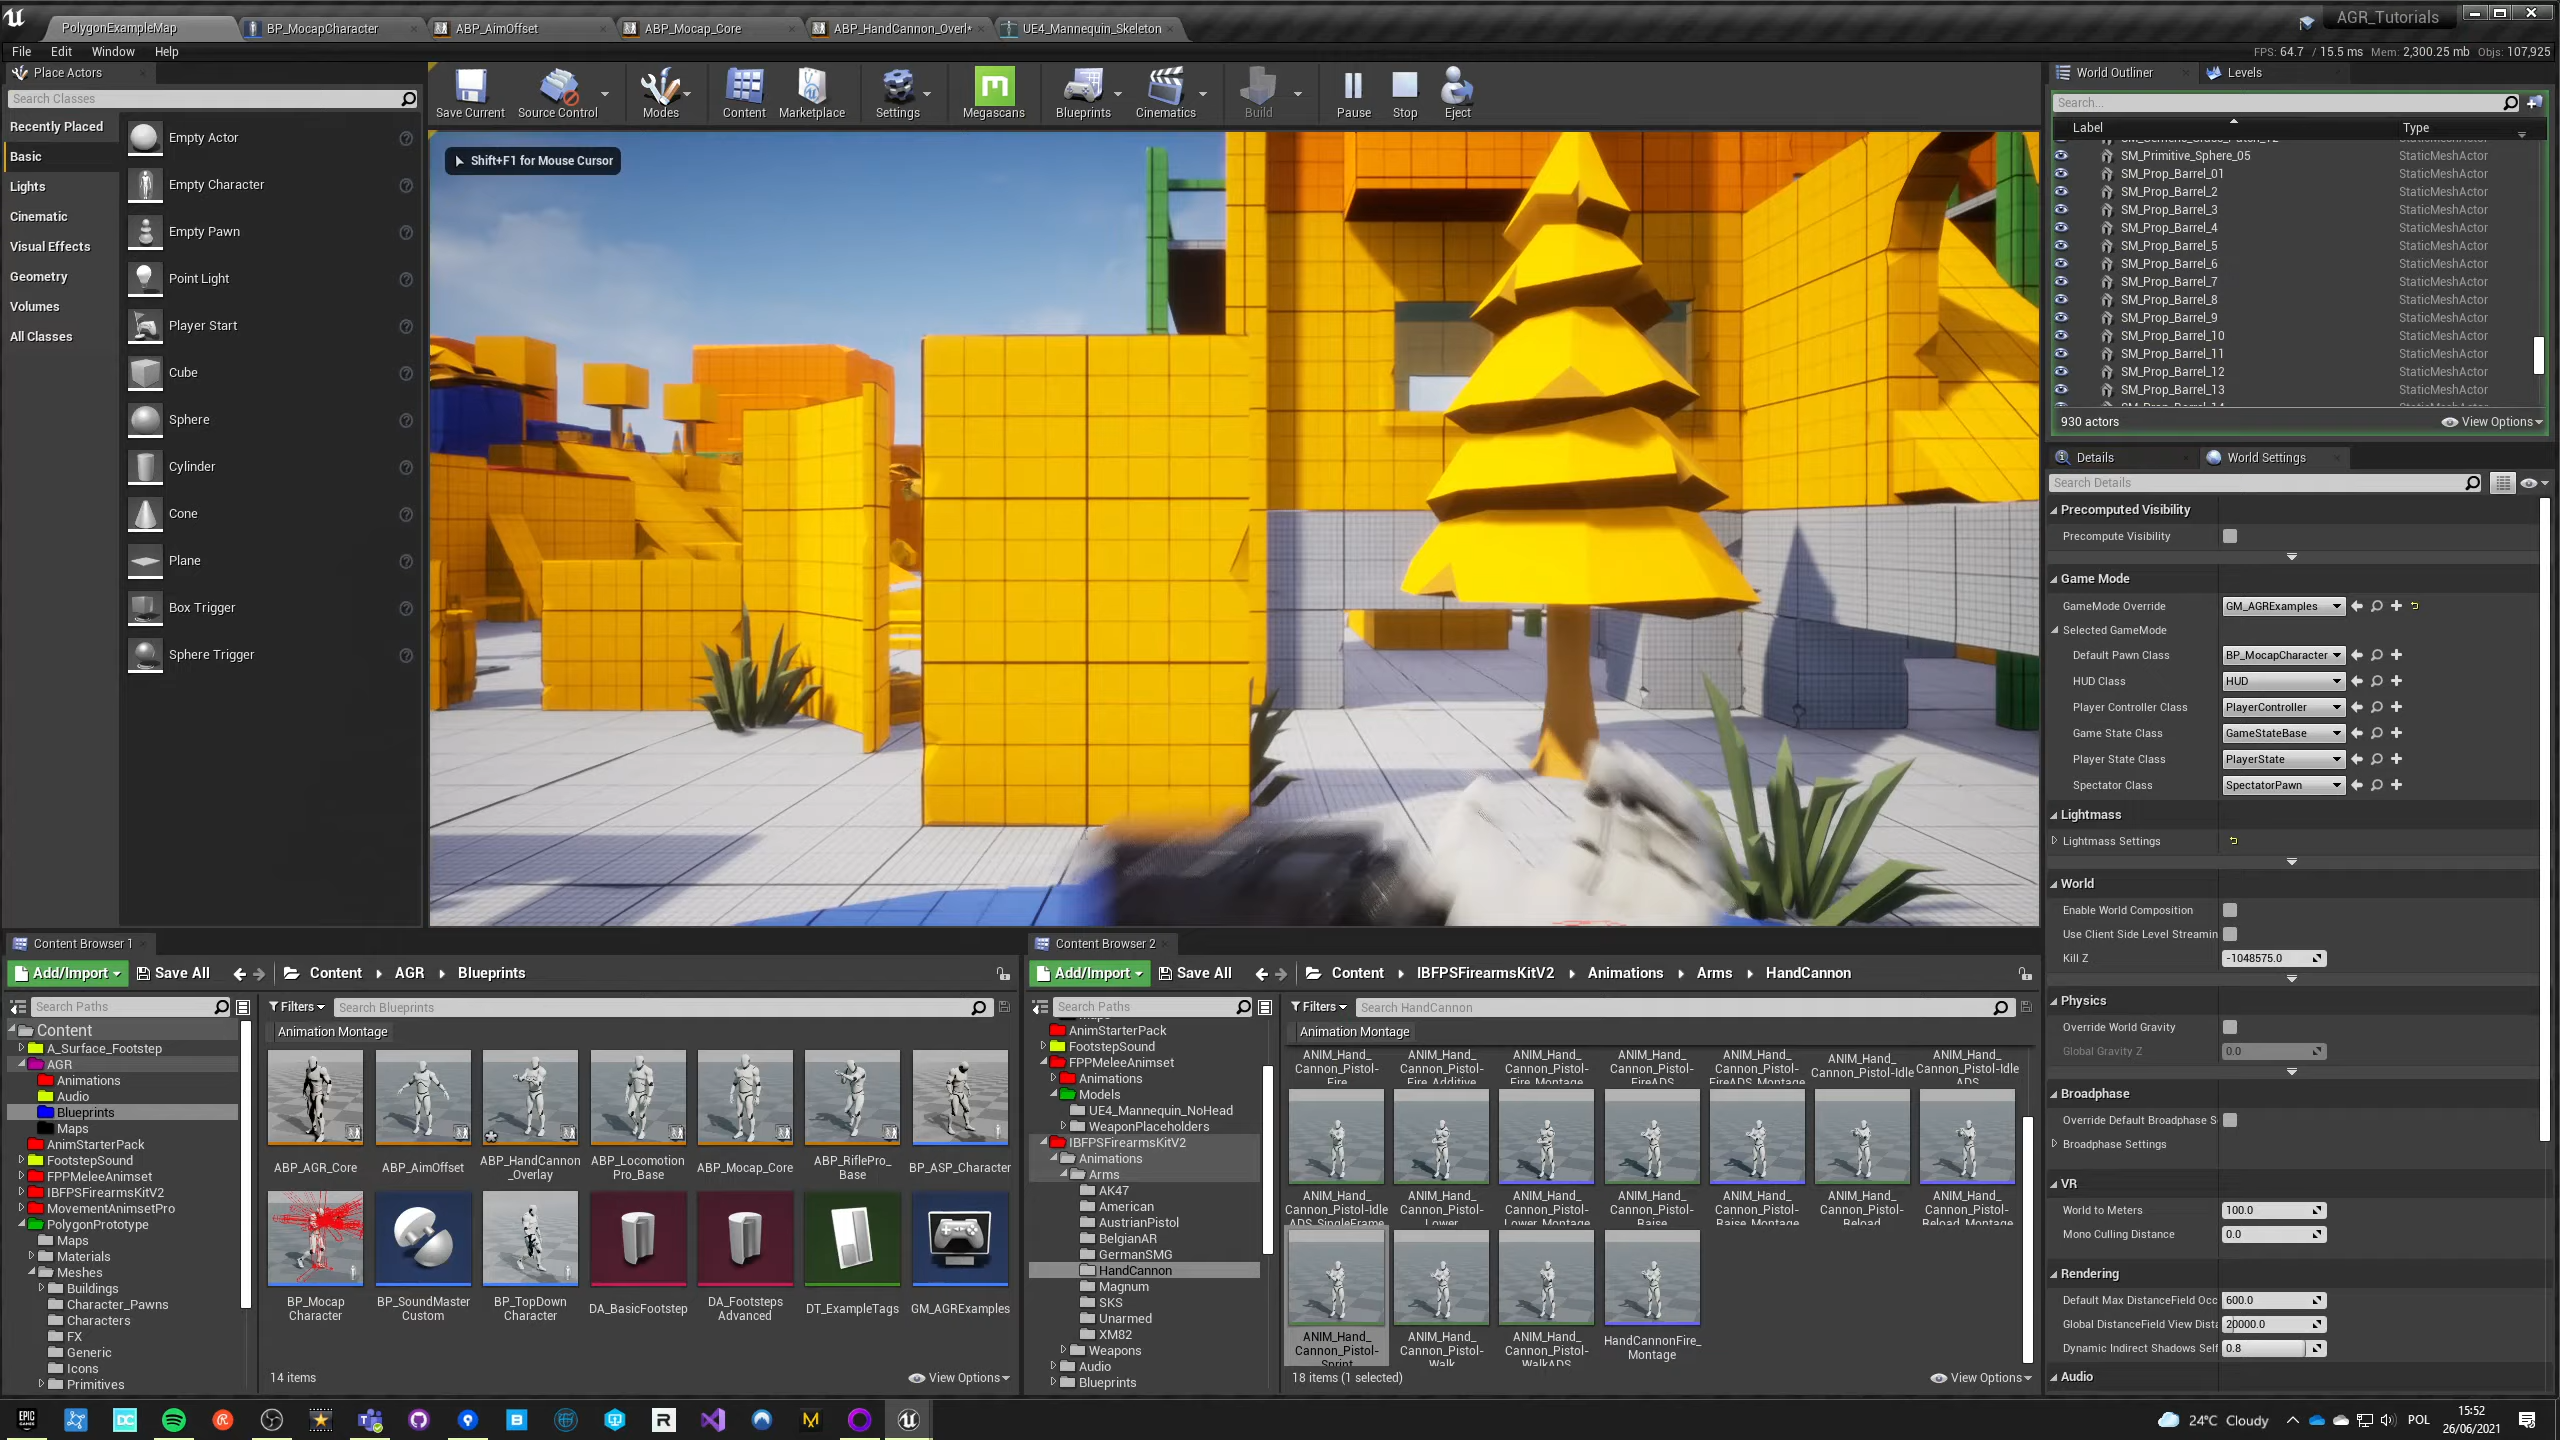 PolygonExampleMap
BP_MocapCharacter
ABP_AimOffset
ABP_Mocap_Core
ABP_HandCannon_Overl*
UE4_Mannequin_Skeleton
AGR_Tutorials
File Edit Window Help
FPS: 64.7 / 15.5 ms Mem: 2,300.25 mb Objs: 107,925
Place Actors
Search Classes
Recently Placed
Basic
Lights
Cinematic
Visual Effects
Geometry
Volumes
All Classes
Empty Actor
Empty Character
Empty Pawn
Point Light
Player Start
Cube
Sphere
Cylinder
Cone
Plane
Box Trigger
Sphere Trigger
Save Current
Source Control
Modes
Content
Marketplace
Settings
Megascans
Blueprints
Cinematics
Build
Pause
Stop
Eject
Shift+F1 for Mouse Cursor
World Outliner
Levels
Search...
Label Type
SM_Primitive_Sphere_05 StaticMeshActor
SM_Prop_Barrel_01 StaticMeshActor
SM_Prop_Barrel_2 StaticMeshActor
SM_Prop_Barrel_3 StaticMeshActor
SM_Prop_Barrel_4 StaticMeshActor
SM_Prop_Barrel_5 StaticMeshActor
SM_Prop_Barrel_6 StaticMeshActor
SM_Prop_Barrel_7 StaticMeshActor
SM_Prop_Barrel_8 StaticMeshActor
SM_Prop_Barrel_9 StaticMeshActor
SM_Prop_Barrel_10 StaticMeshActor
SM_Prop_Barrel_11 StaticMeshActor
SM_Prop_Barrel_12 StaticMeshActor
SM_Prop_Barrel_13 StaticMeshActor
930 actors
View Options
Details
World Settings
Search Details
Precomputed Visibility
Precompute Visibility
Game Mode
GameMode Override GM_AGRExamples
Selected GameMode
Default Pawn Class BP_MocapCharacter
HUD Class HUD
Player Controller Class PlayerController
Game State Class GameStateBase
Player State Class PlayerState
Spectator Class SpectatorPawn
Lightmass
Lightmass Settings
World
Enable World Composition
Use Client Side Level Streamin
Kill Z -1048575.0
Physics
Override World Gravity
Global Gravity Z 0.0
Broadphase
Override Default Broadphase S
Broadphase Settings
VR
World to Meters 100.0
Mono Culling Distance 0.0
Rendering
Default Max DistanceField Occ 600.0
Global DistanceField View Dista 20000.0
Dynamic Indirect Shadows Self 0.8
Audio
Content Browser 1
Add/Import
Save All
Content AGR Blueprints
Search Paths
Filters
Search Blueprints
Animation Montage
Content
A_Surface_Footstep
AGR
Animations
Audio
Blueprints
Maps
AnimStarterPack
FootstepSound
FPPMeleeAnimset
IBFPSFirearmsKitV2
MovementAnimsetPro
PolygonPrototype
Maps
Materials
Meshes
Buildings
Character_Pawns
Characters
FX
Generic
Icons
Primitives
ABP_AGR_Core
ABP_AimOffset
ABP_HandCannon
_Overlay
ABP_Locomotion
Pro_Base
ABP_Mocap_Core
ABP_RiflePro_
Base
BP_ASP_Character
BP_Mocap
Character
BP_SoundMaster
Custom
BP_TopDown
Character
DA_BasicFootstep
DA_Footsteps
Advanced
DT_ExampleTags
GM_AGRExamples
14 items
View Options
Content Browser 2
Add/Import
Save All
Content IBFPSFirearmsKitV2 Animations Arms HandCannon
Search Paths
Filters
Search HandCannon
Animation Montage
AnimStarterPack
FootstepSound
FPPMeleeAnimset
Animations
Models
UE4_Mannequin_NoHead
WeaponPlaceholders
IBFPSFirearmsKitV2
Animations
Arms
AK47
American
AustrianPistol
BelgianAR
GermanSMG
HandCannon
Magnum
SKS
Unarmed
XM82
Weapons
Audio
Blueprints
ANIM_Hand_
Cannon_Pistol-
Fire
ANIM_Hand_
Cannon_Pistol-
Fire_Additive
ANIM_Hand_
Cannon_Pistol-
Fire_Montage
ANIM_Hand_
Cannon_Pistol-
FireADS
ANIM_Hand_
Cannon_Pistol-
FireADS_Montage
ANIM_Hand_
Cannon_Pistol-Idle
ANIM_Hand_
Cannon_Pistol-Idle
ADS
ANIM_Hand_
Cannon_Pistol-Idle
ADS_SingleFrame
ANIM_Hand_
Cannon_Pistol-
Lower
ANIM_Hand_
Cannon_Pistol-
Lower_Montage
ANIM_Hand_
Cannon_Pistol-
Raise
ANIM_Hand_
Cannon_Pistol-
Raise_Montage
ANIM_Hand_
Cannon_Pistol-
Reload
ANIM_Hand_
Cannon_Pistol-
Reload_Montage
ANIM_Hand_
Cannon_Pistol-
Sprint
ANIM_Hand_
Cannon_Pistol-
Walk
ANIM_Hand_
Cannon_Pistol-
WalkADS
HandCannonFire_
Montage
18 items (1 selected)
View Options
24°C Cloudy
POL
15:52
26/06/2021